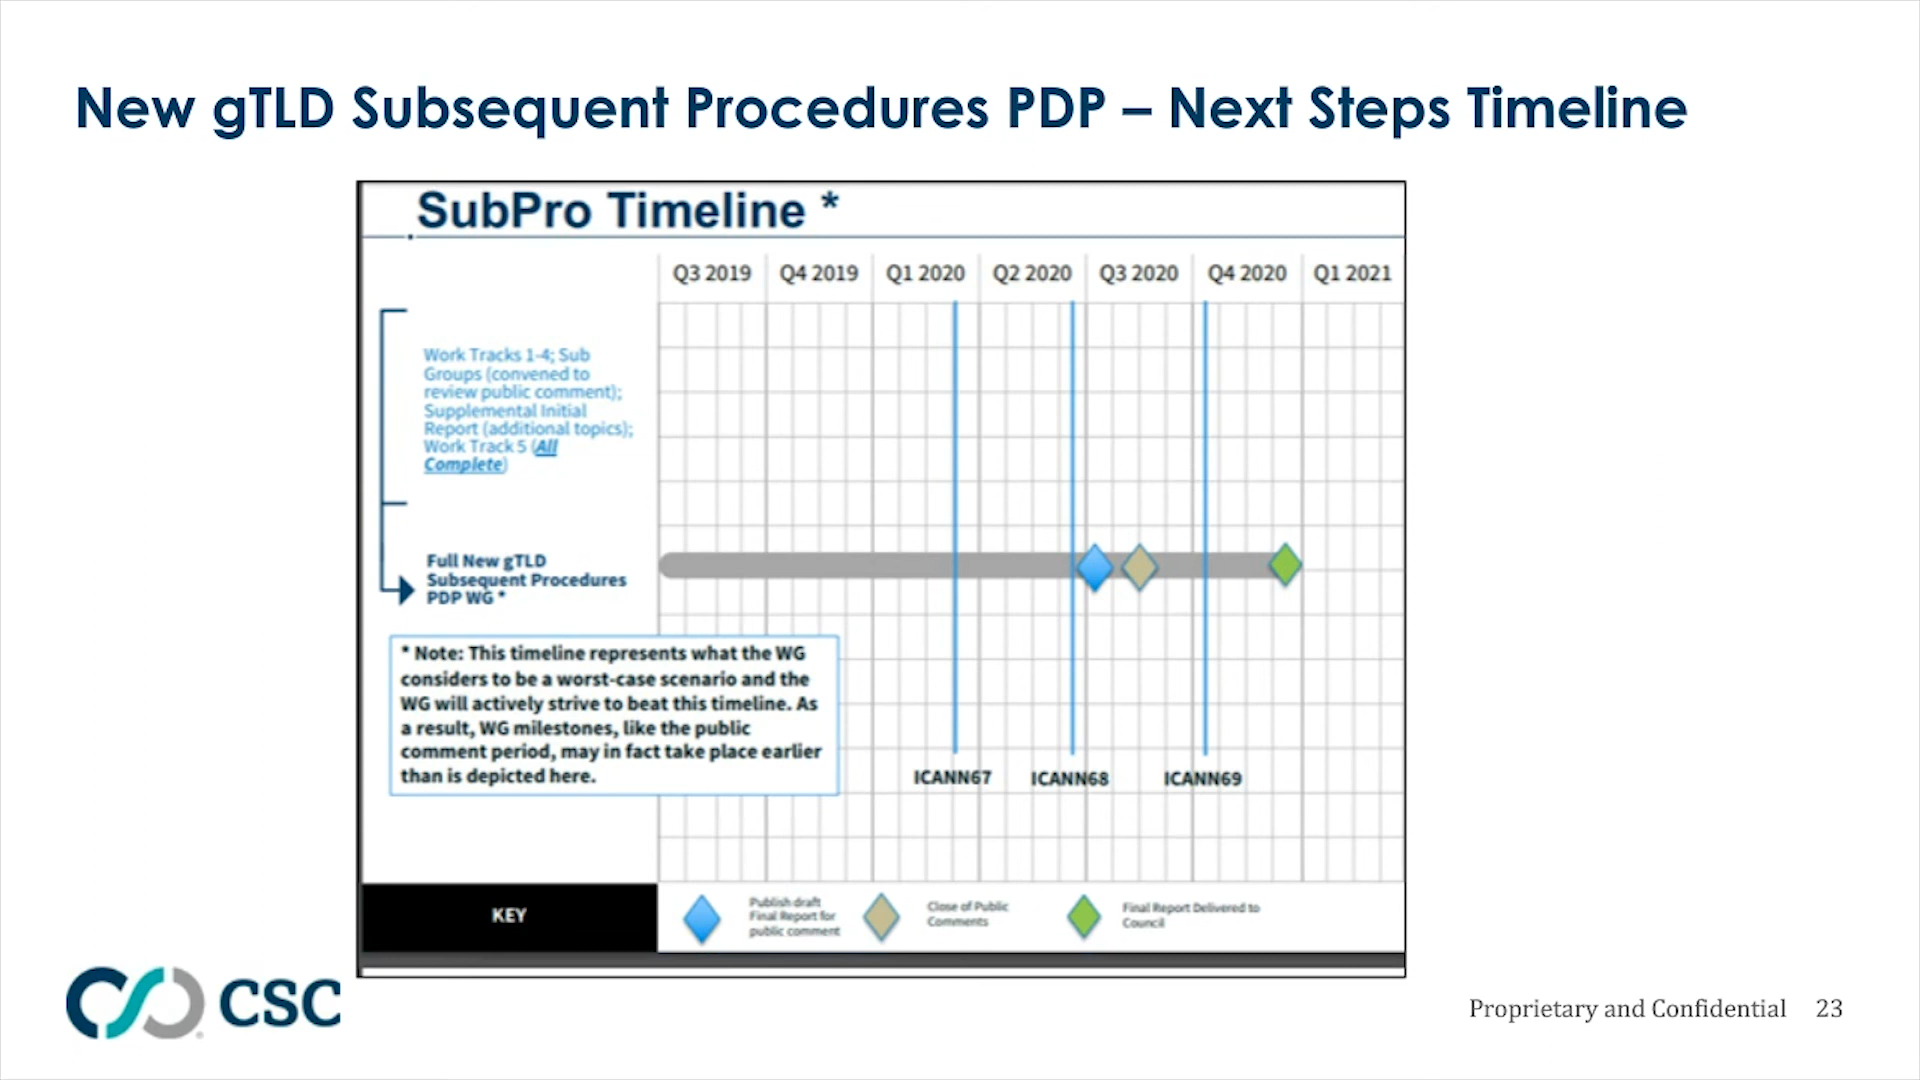 New gTLD Subsequent Procedures PDP – Next Steps Timeline
SubPro Timeline *
Q3 2019 Q4 2019 Q1 2020 Q2 2020 Q3 2020 Q4 2020 Q1 2021
Work Tracks 1-4; Sub
Groups (convened to
review public comment);
Supplemental Initial
Report (additional topics);
Work Track 5 (All
Complete)
Full New gTLD
Subsequent Procedures
PDP WG *
* Note: This timeline represents what the WG
considers to be a worst-case scenario and the
WG will actively strive to beat this timeline. As
a result, WG milestones, like the public
comment period, may in fact take place earlier
than is depicted here.
ICANN67 ICANN68 ICANN69
KEY
Publish draft
Final Report for
public comment
Close of Public
Comments
Final Report Delivered to
Council
CSC
Proprietary and Confidential 23